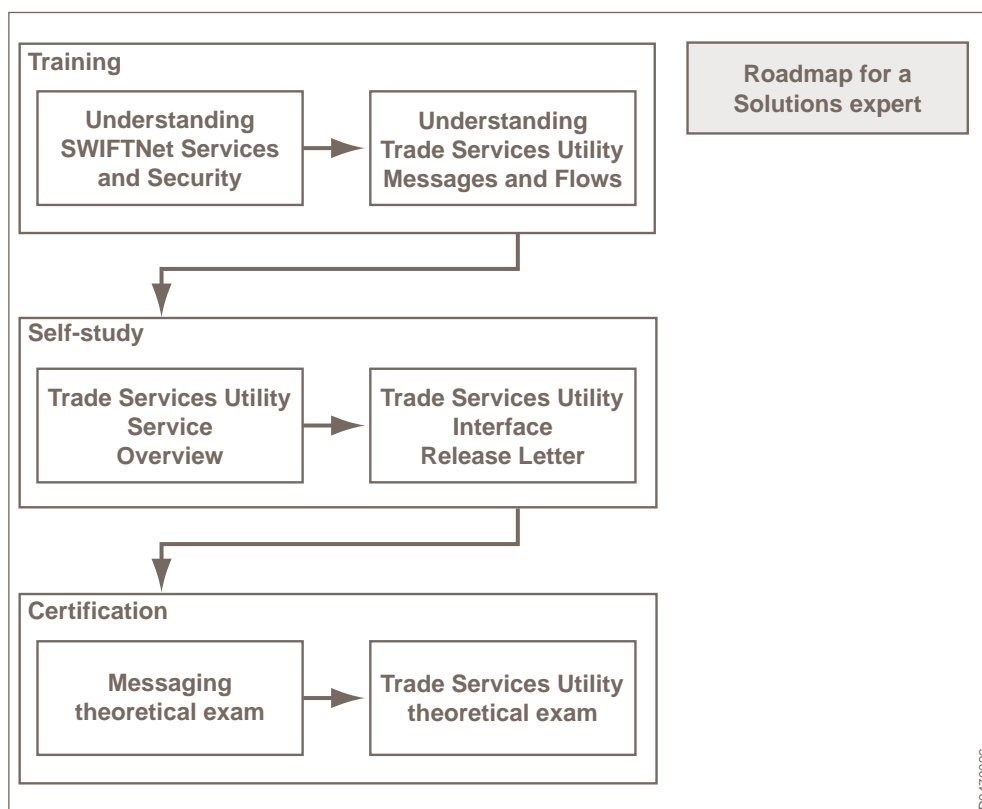 Training
Roadmap for a
Solutions expert
Understanding
SWIFTNet Services
and Security
Understanding
Trade Services Utility
Messages and Flows
Self-study
Trade Services Utility
Service
Overview
Trade Services Utility
Interface
Release Letter
Certification
Messaging
theoretical exam
Trade Services Utility
theoretical exam